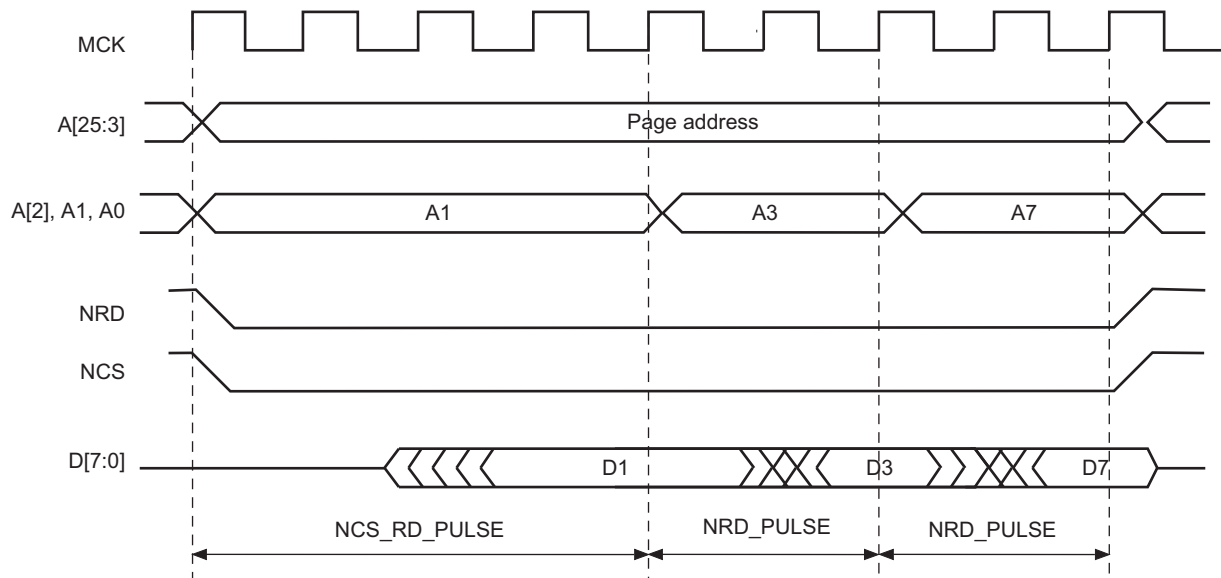 MCK
A[25:3]
Page address
A[2], A1, A0
A1
A3
A7
NRD
NCS
D[7:0]
D1
D3
D7
NCS_RD_PULSE
NRD_PULSE
NRD_PULSE